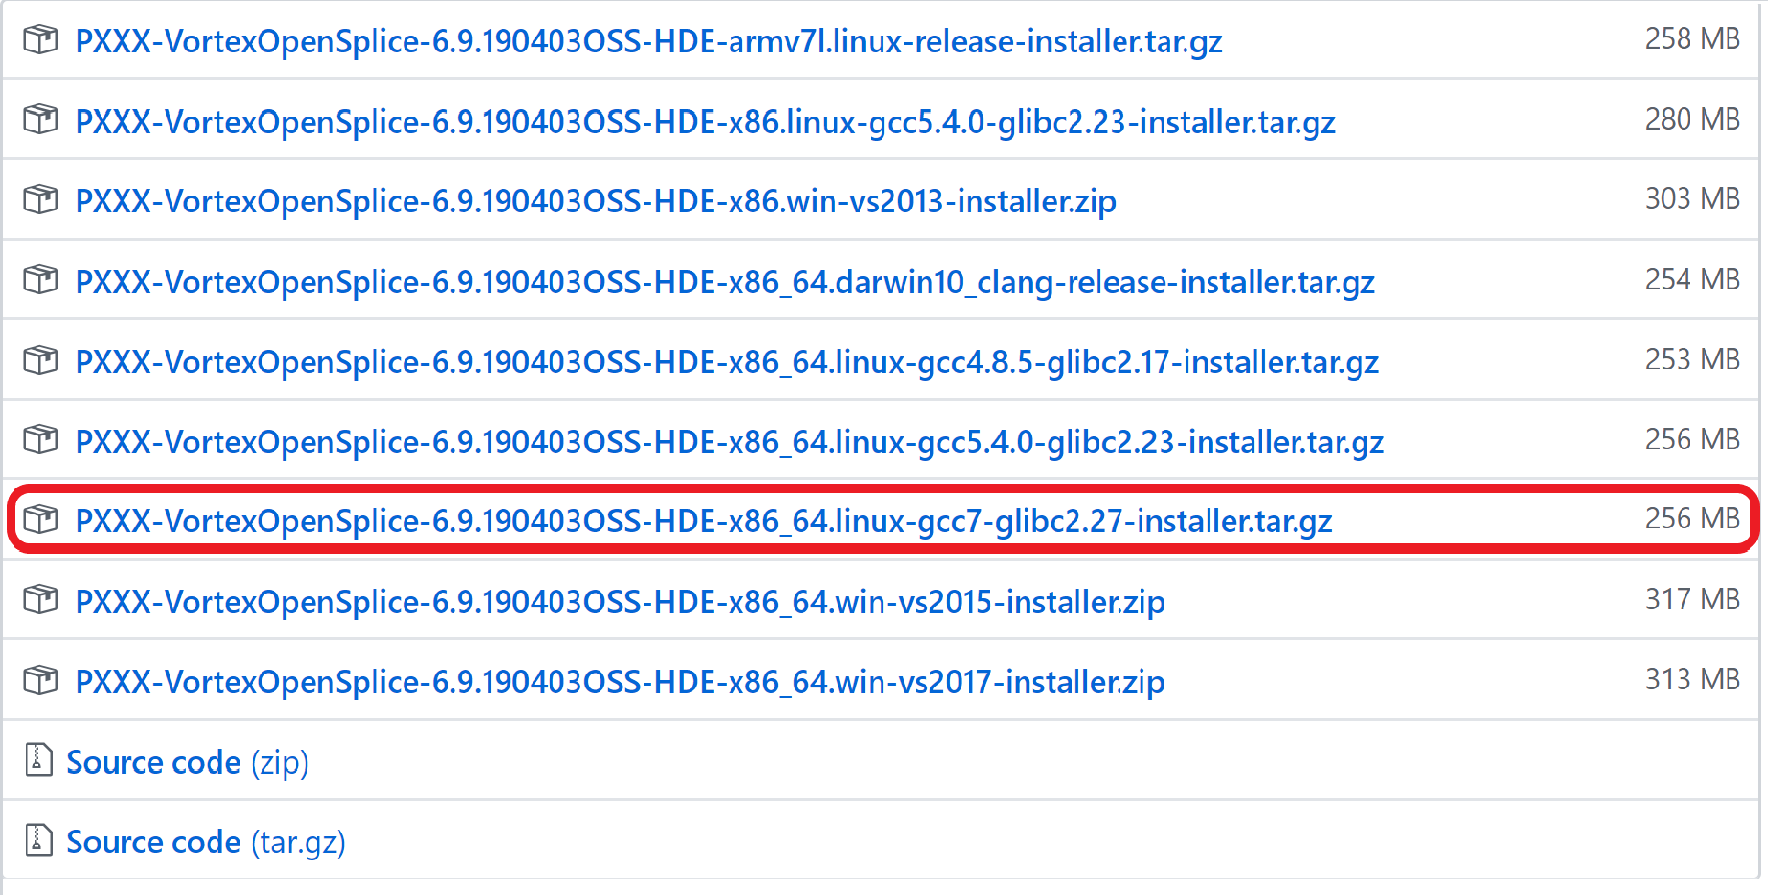 PXXX-VortexOpenSplice-6.9.190403OSS-HDE-armv7l.linux-release-installer.tar.gz 258 MB
PXXX-VortexOpenSplice-6.9.190403OSS-HDE-x86.linux-gcc5.4.0-glibc2.23-installer.tar.gz 280 MB
PXXX-VortexOpenSplice-6.9.190403OSS-HDE-x86.win-vs2013-installer.zip 303 MB
PXXX-VortexOpenSplice-6.9.190403OSS-HDE-x86_64.darwin10_clang-release-installer.tar.gz 254 MB
PXXX-VortexOpenSplice-6.9.190403OSS-HDE-x86_64.linux-gcc4.8.5-glibc2.17-installer.tar.gz 253 MB
PXXX-VortexOpenSplice-6.9.190403OSS-HDE-x86_64.linux-gcc5.4.0-glibc2.23-installer.tar.gz 256 MB
PXXX-VortexOpenSplice-6.9.190403OSS-HDE-x86_64.linux-gcc7-glibc2.27-installer.tar.gz 256 MB
PXXX-VortexOpenSplice-6.9.190403OSS-HDE-x86_64.win-vs2015-installer.zip 317 MB
PXXX-VortexOpenSplice-6.9.190403OSS-HDE-x86_64.win-vs2017-installer.zip 313 MB
Source code (zip)
Source code (tar.gz)